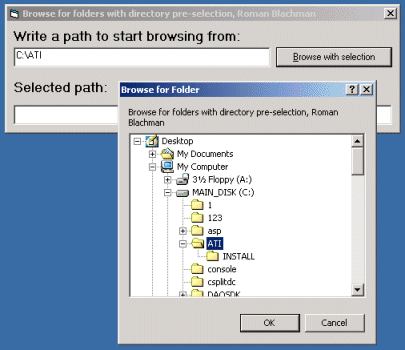 Browse for folders with directory pre-selection, Roman Blachman
Write a path to start browsing from:
C:\ATI
Browse with selection
Selected path:
Browse for Folder
Browse for folders with directory pre-selection, Roman
Blachman
Desktop
My Documents
My Computer
3½ Floppy (A:)
MAIN_DISK (C:)
1
123
asp
ATI
INSTALL
console
csplitdc
DAOSDK
OK
Cancel